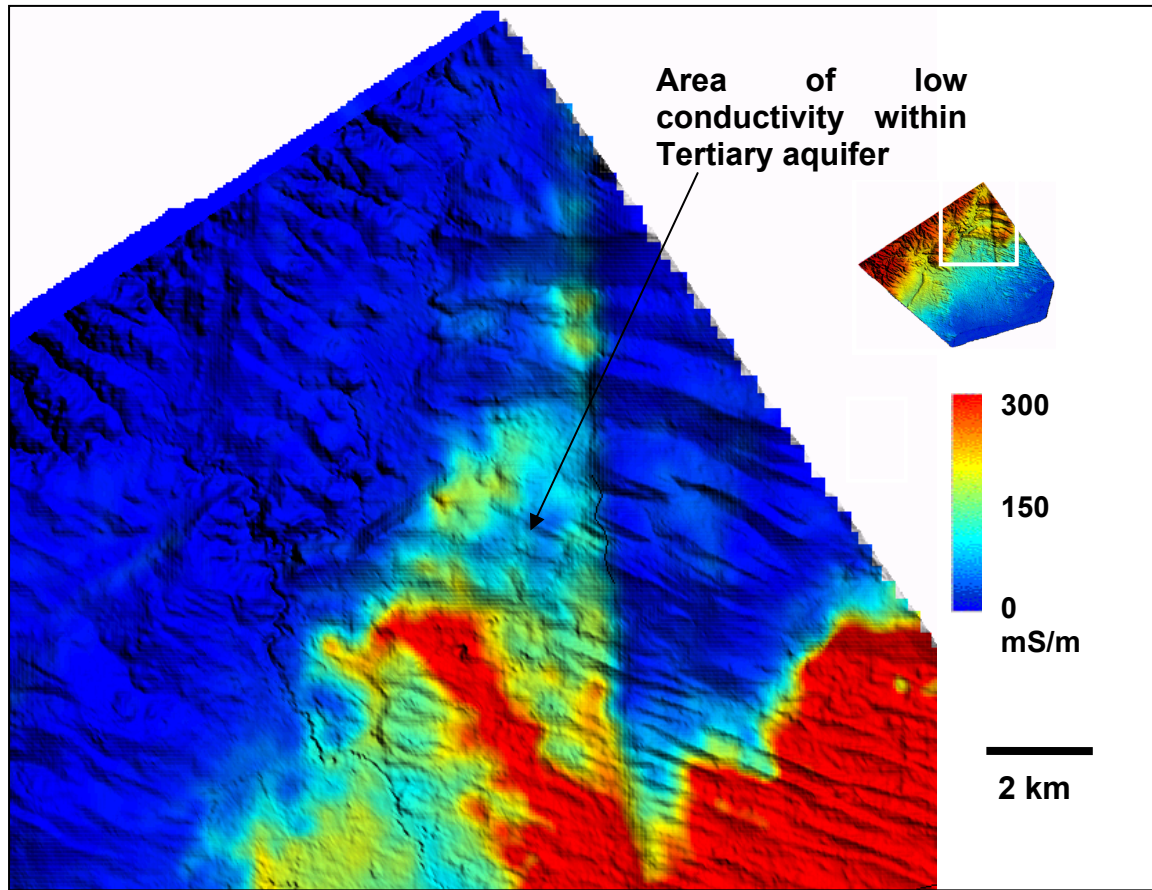 Area of low
conductivity within
Tertiary aquifer
300
150
0
mS/m
2 km